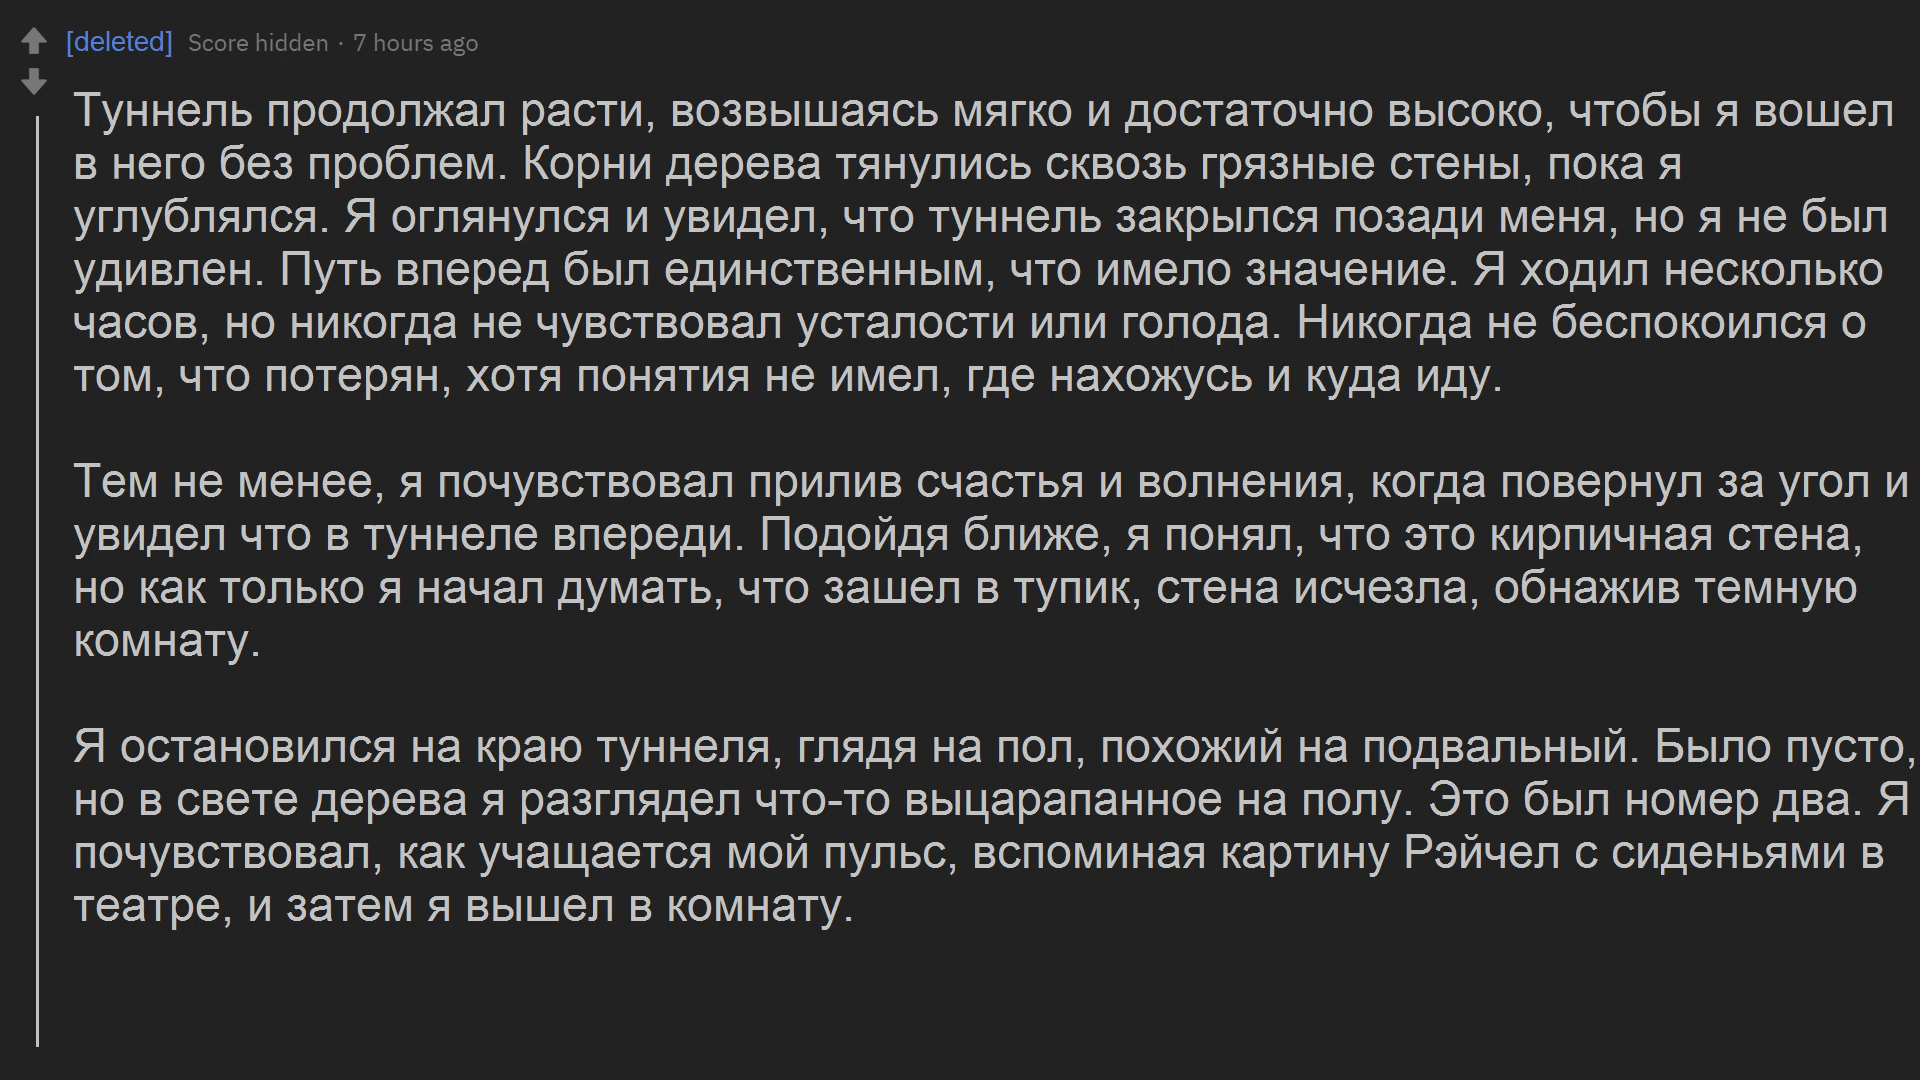 [deleted] Score hidden · 7 hours ago
Туннель продолжал расти, возвышаясь мягко и достаточно высоко, чтобы я вошел
в него без проблем. Корни дерева тянулись сквозь грязные стены, пока я
углублялся. Я оглянулся и увидел, что туннель закрылся позади меня, но я не был
удивлен. Путь вперед был единственным, что имело значение. Я ходил несколько
часов, но никогда не чувствовал усталости или голода. Никогда не беспокоился о
том, что потерян, хотя понятия не имел, где нахожусь и куда иду.
Тем не менее, я почувствовал прилив счастья и волнения, когда повернул за угол и
увидел что в туннеле впереди. Подойдя ближе, я понял, что это кирпичная стена,
но как только я начал думать, что зашел в тупик, стена исчезла, обнажив темную
комнату.
Я остановился на краю туннеля, глядя на пол, похожий на подвальный. Было пусто,
но в свете дерева я разглядел что-то выцарапанное на полу. Это был номер два. Я
почувствовал, как учащается мой пульс, вспоминая картину Рэйчел с сиденьями в
театре, и затем я вышел в комнату.